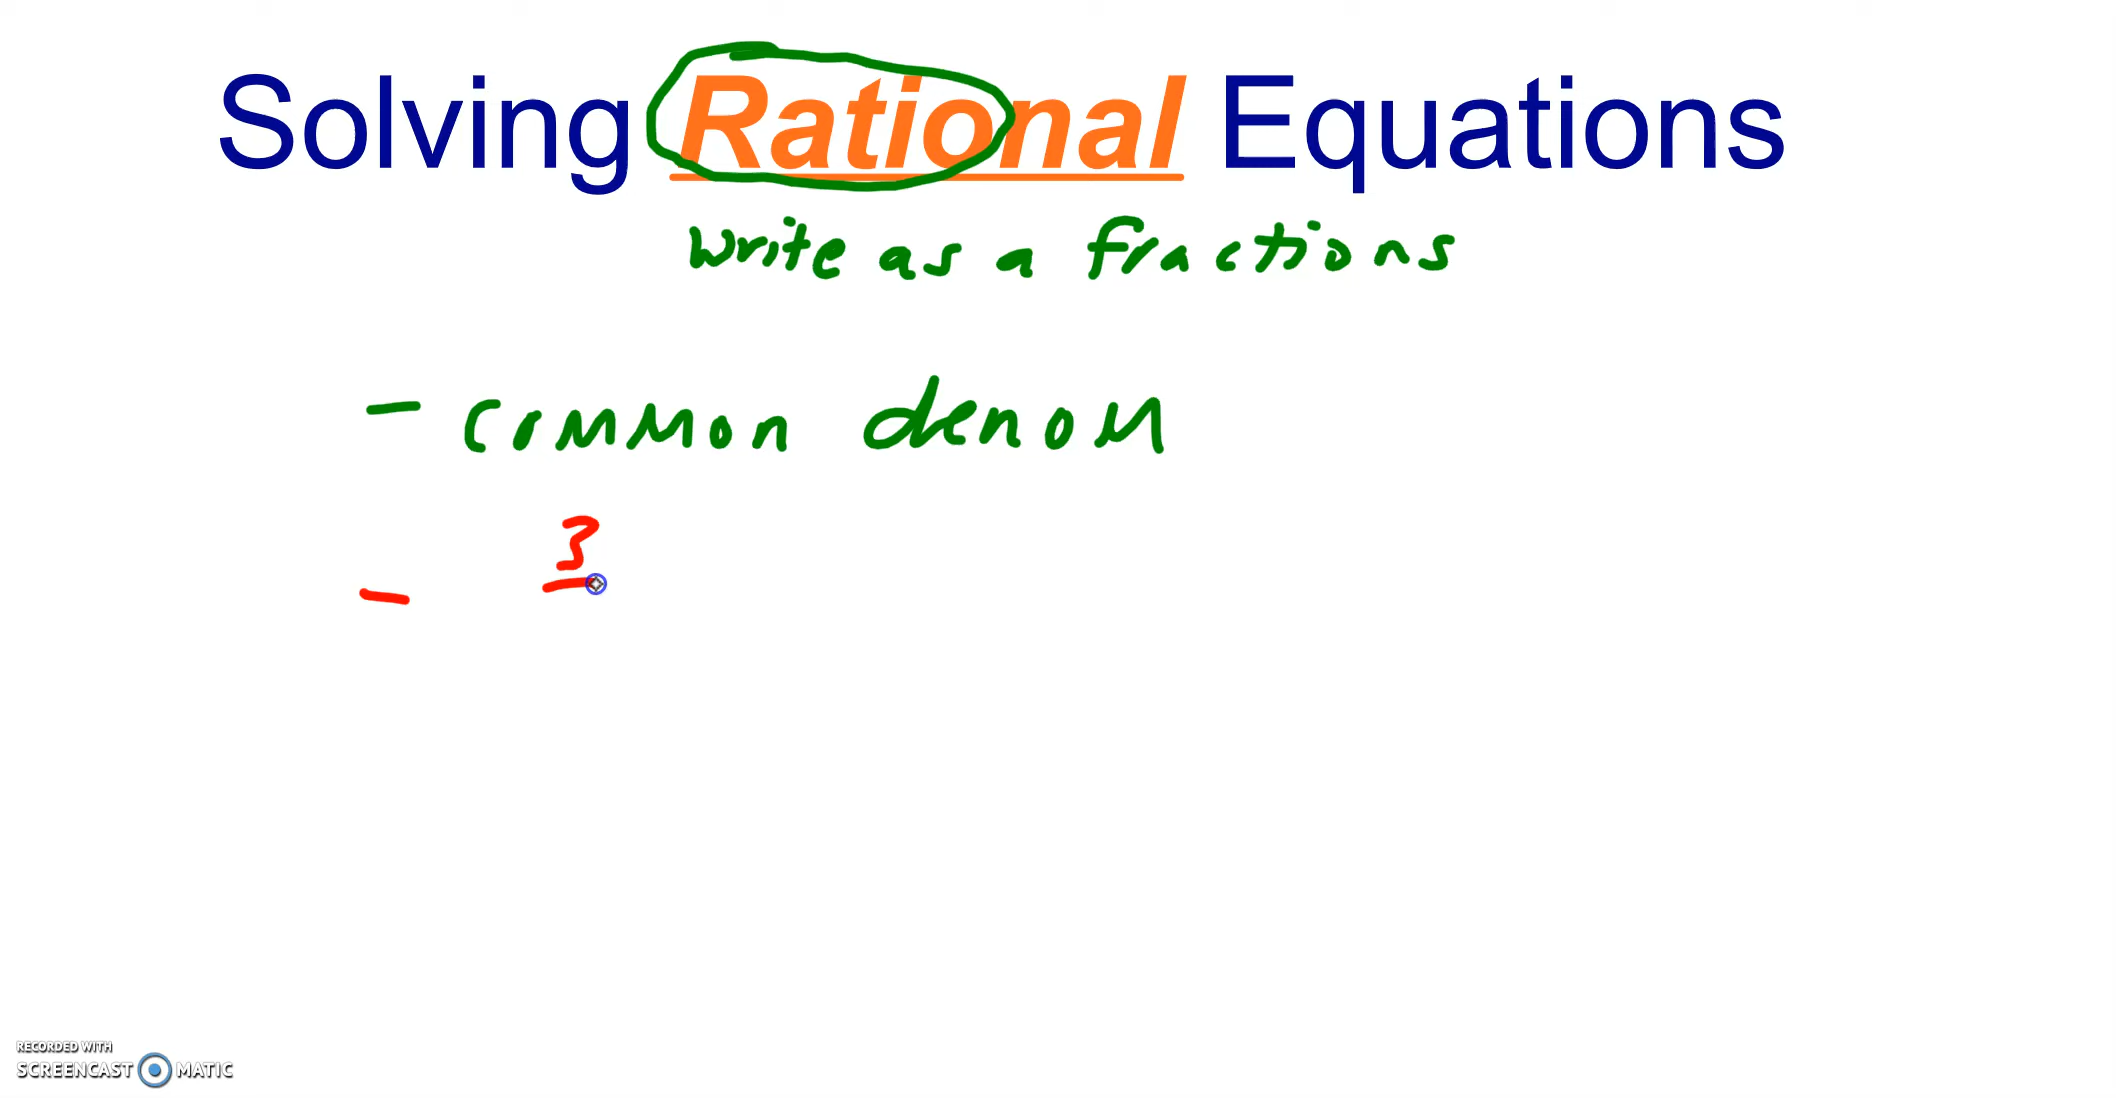 Solving Rational Equations
write as a fractions
- common denom
- 3
RECORDED WITH
SCREENCAST MATIC